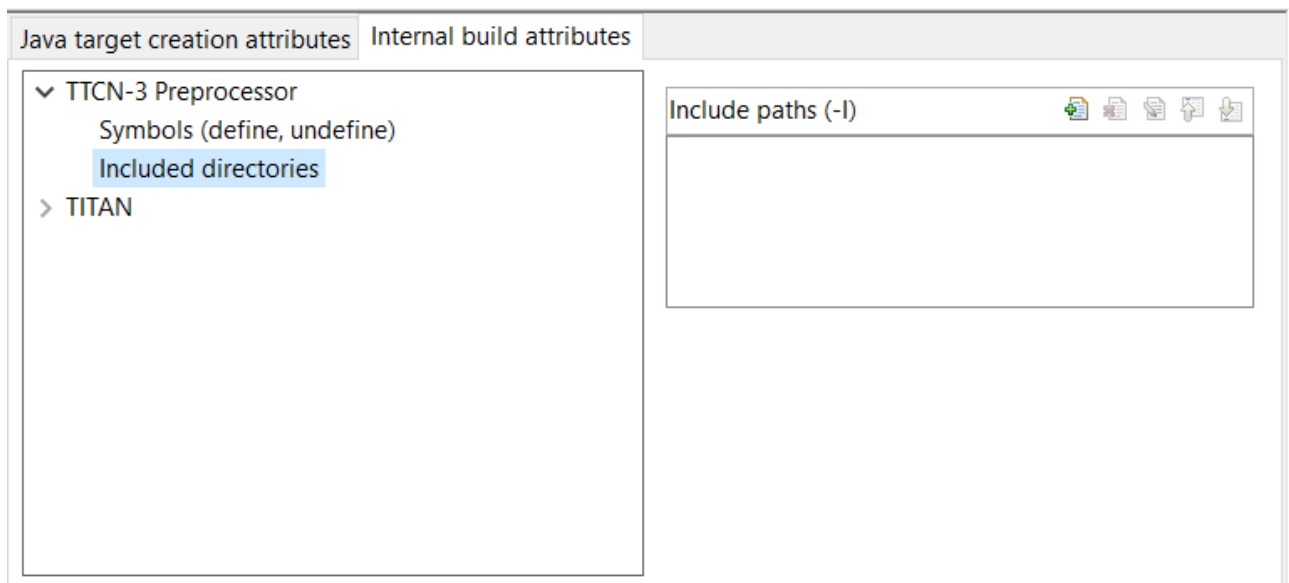 Java target creation attributes
Internal build attributes
TTCN-3 Preprocessor
Symbols (define, undefine)
Included directories
TITAN
Include paths (-I)